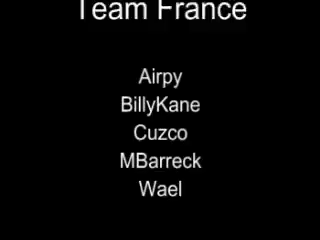 Team France
Airpy
BillyKane
Cuzco
MBarreck
Wael